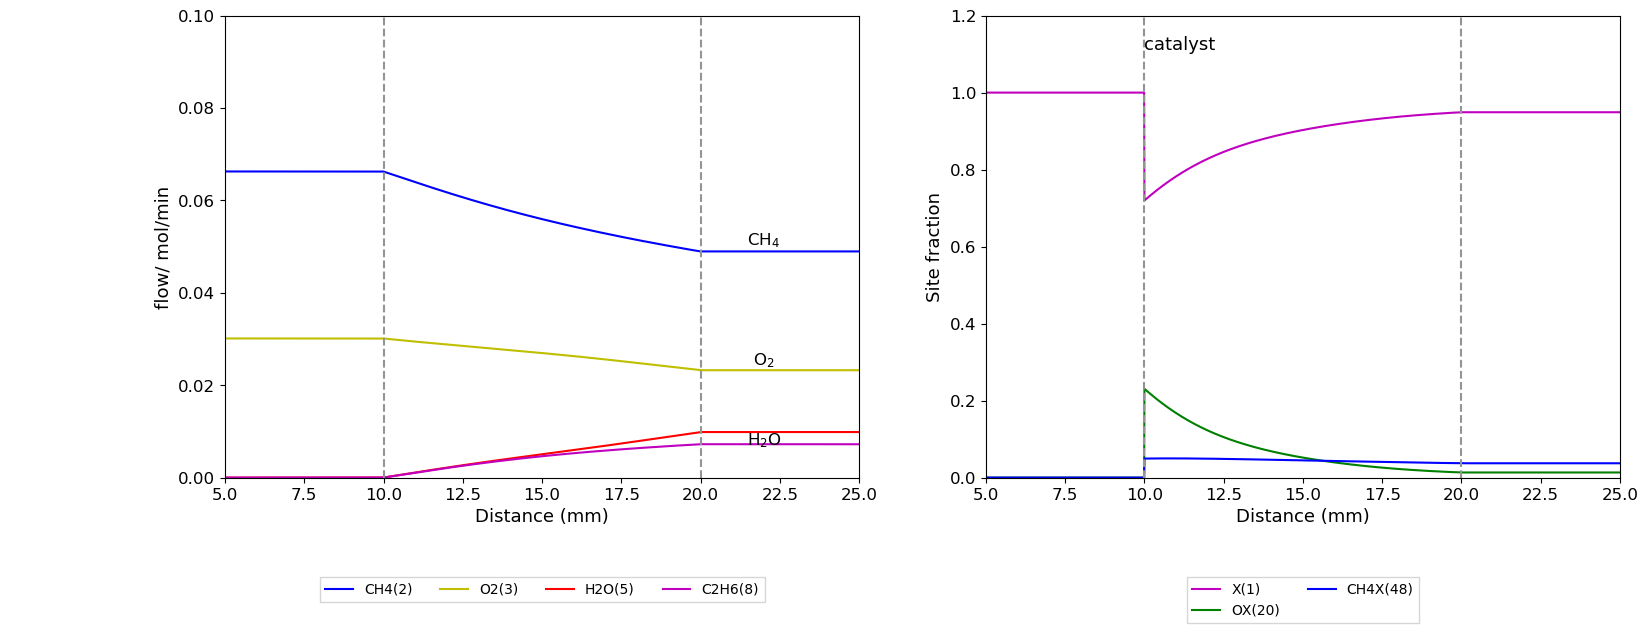 0.10
0.08
0.06
0.04
0.02
0.00
flow/ mol/min
CH₄
O₂
H₂O
5.0 7.5 10.0 12.5 15.0 17.5 20.0 22.5 25.0
Distance (mm)
CH4(2) O2(3) H2O(5) C2H6(8)
1.2
1.0
0.8
0.6
0.4
0.2
0.0
Site fraction
catalyst
5.0 7.5 10.0 12.5 15.0 17.5 20.0 22.5 25.0
Distance (mm)
X(1) CH4X(48)
OX(20)